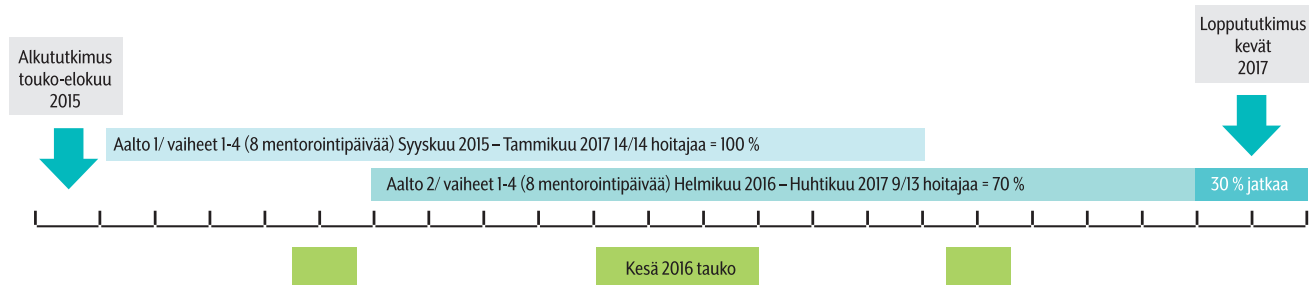 Alkututkimus
touko-elokuu
2015
Loppututkimus
kevät
2017
Aalto 1/ vaiheet 1-4 (8 mentorointipäivää) Syyskuu 2015 – Tammikuu 2017 14/14 hoitajaa = 100 %
Aalto 2/ vaiheet 1-4 (8 mentorointipäivää) Helmikuu 2016 – Huhtikuu 2017 9/13 hoitajaa = 70 %
30 % jatkaa
Kesä 2016 tauko